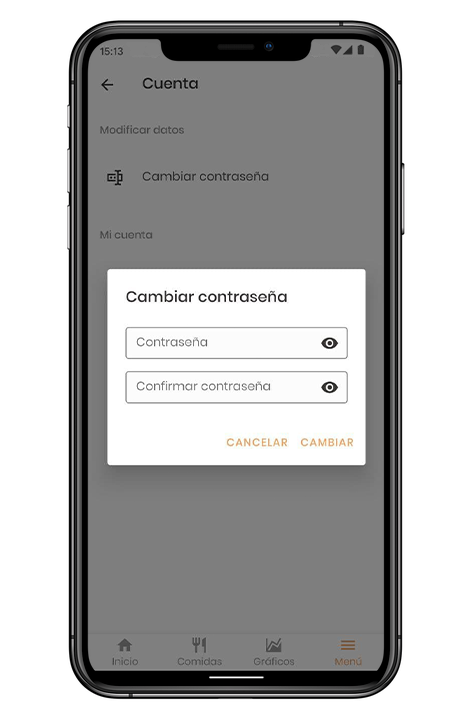 15:13
Cuenta
Modificar datos
Cambiar contraseña
Mi cuenta
Cambiar contraseña
Contraseña
Confirmar contraseña
CANCELAR CAMBIAR
Inicio Comidas Gráficos Menú